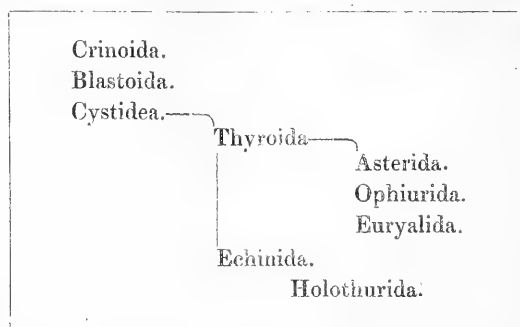 Crinoida.
Blastoida.
Cystidea.
Thyroida
Asterida.
Ophiurida.
Euryalida.
Echinida.
Holothurida.